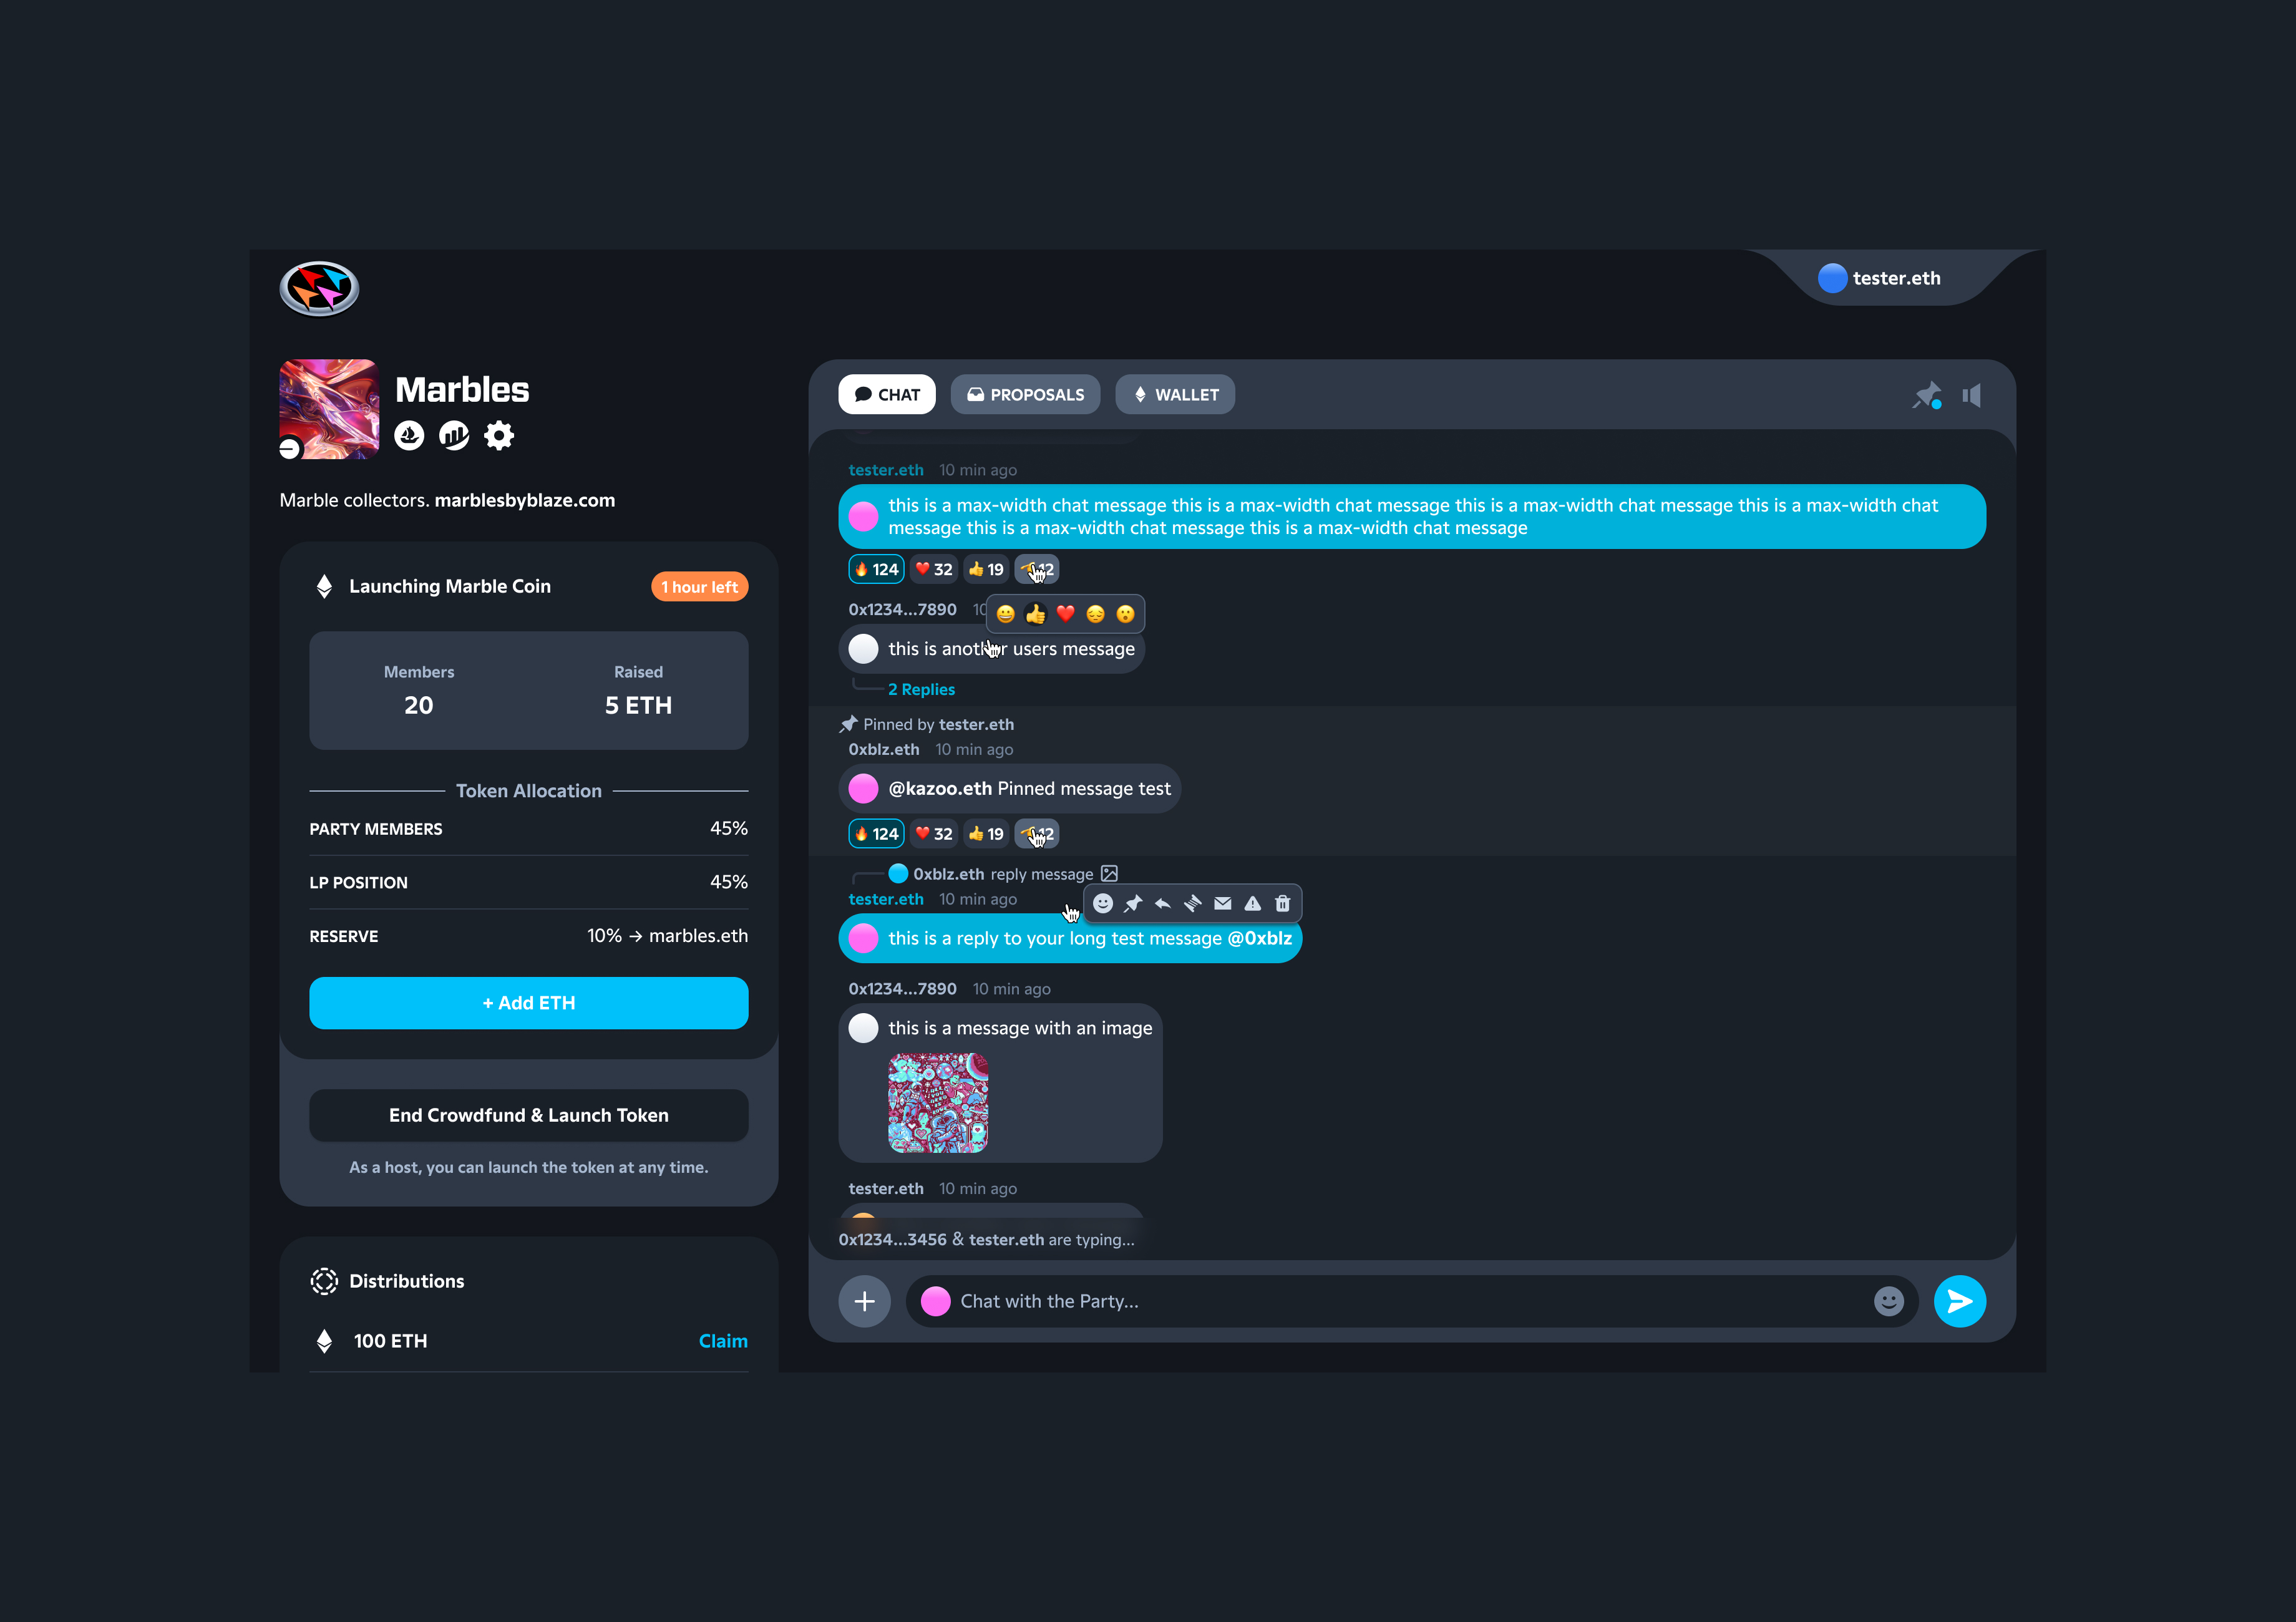 tester.eth
Marbles
Marble collectors. marblesbyblaze.com
Launching Marble Coin
1 hour left
Members
20
Raised
5 ETH
Token Allocation
PARTY MEMBERS 45%
LP POSITION 45%
RESERVE 10% → marbles.eth
+ Add ETH
End Crowdfund & Launch Token
As a host, you can launch the token at any time.
Distributions
100 ETH Claim
CHAT PROPOSALS WALLET
tester.eth 10 min ago
this is a max-width chat message this is a max-width chat message this is a max-width chat message this is a max-width chat
message this is a max-width chat message this is a max-width chat message
🔥 124 ❤️ 32 👍 19 12
0x1234...7890 10
this is another users message
2 Replies
Pinned by tester.eth
0xblz.eth 10 min ago
@kazoo.eth Pinned message test
🔥 124 ❤️ 32 👍 19 12
0xblz.eth reply message
tester.eth 10 min ago
this is a reply to your long test message @0xblz
0x1234...7890 10 min ago
this is a message with an image
tester.eth 10 min ago
0x1234...3456 & tester.eth are typing...
Chat with the Party...